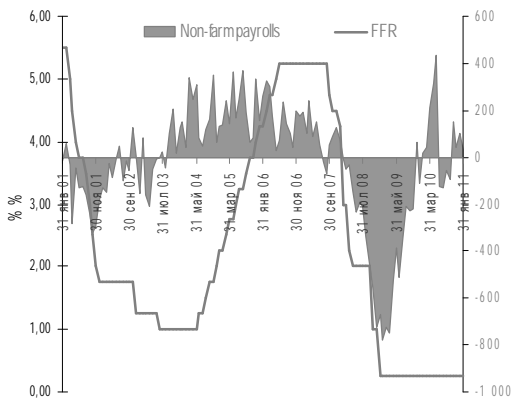 Non-farm payrolls
FFR
6,00
5,00
4,00
3,00
2,00
1,00
0,00
% %
600
400
200
0
-200
-400
-600
-800
-1 000
31 янв 01
30 ноя 01
30 сен 02
31 июл 03
31 май 04
31 мар 05
31 янв 06
30 ноя 06
30 сен 07
31 июл 08
31 май 09
31 мар 10
31 янв 11